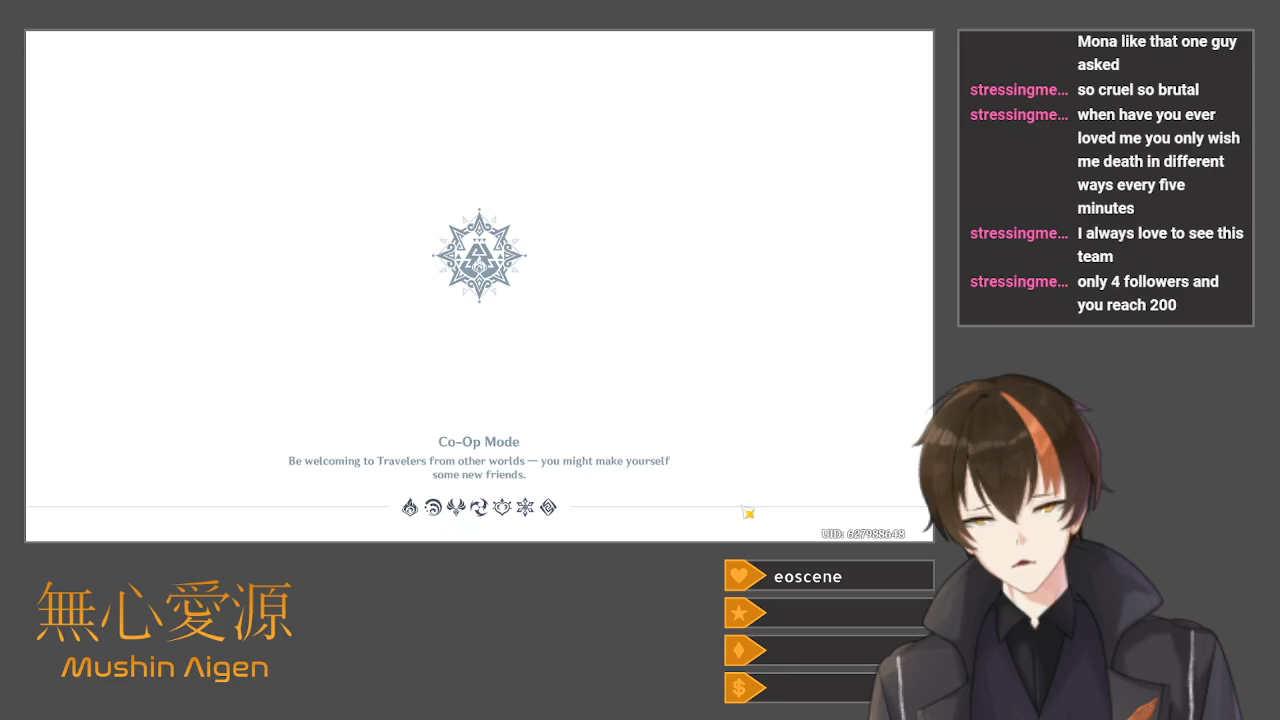 Co-Op Mode
Be welcoming to Travelers from other worlds — you might make yourself
some new friends.
UID: 627988648
Mona like that one guy
asked
stressingme... so cruel so brutal
stressingme... when have you ever
loved me you only wish
me death in different
ways every five
minutes
stressingme... I always love to see this
team
stressingme... only 4 followers and
you reach 200
eoscene
無心愛源
Mushin Aigen